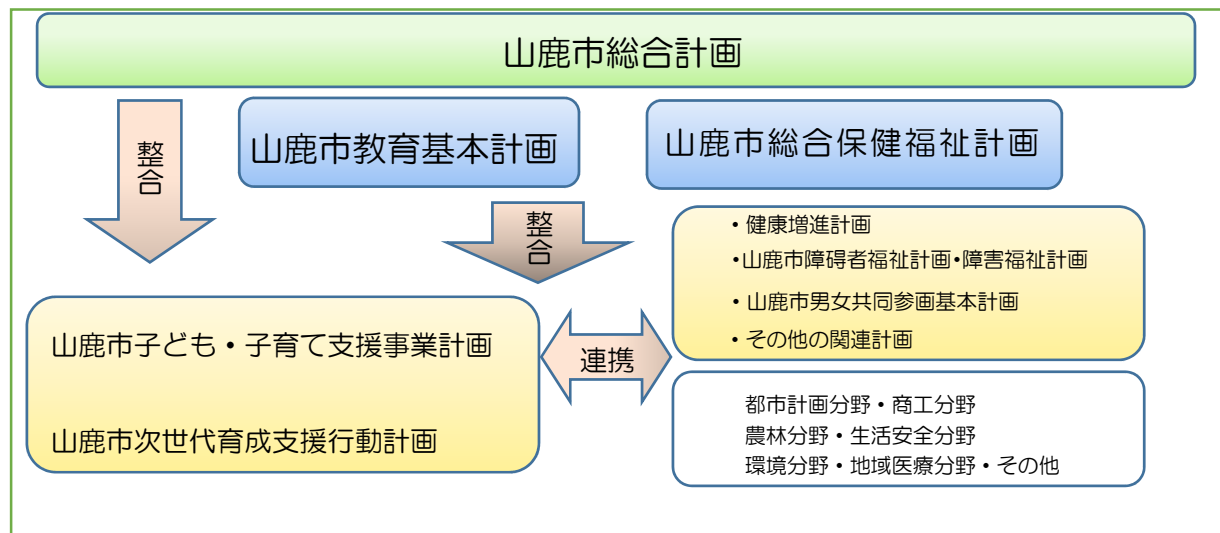 山鹿市総合計画
整合
山鹿市教育基本計画
山鹿市総合保健福祉計画
整合
・健康増進計画
・山鹿市障碍者福祉計画・障害福祉計画
・山鹿市男女共同参画基本計画
・その他の関連計画
山鹿市子ども・子育て支援事業計画
山鹿市次世代育成支援行動計画
連携
都市計画分野・商工分野
農林分野・生活安全分野
環境分野・地域医療分野・その他